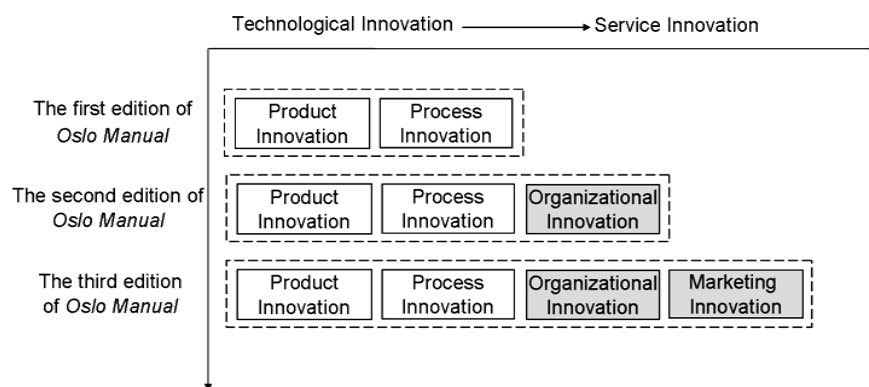 Technological Innovation
Service Innovation
The first edition of
Oslo Manual
Product
Innovation
Process
Innovation
The second edition of
Oslo Manual
Product
Innovation
Process
Innovation
Organizational
Innovation
The third edition
of Oslo Manual
Product
Innovation
Process
Innovation
Organizational
Innovation
Marketing
Innovation